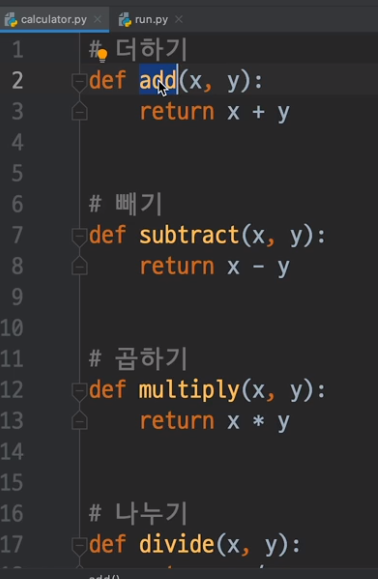 calculator.py
run.py
1 # 더하기
2 def add(x, y):
3 return x + y
4
5
6 # 빼기
7 def subtract(x, y):
8 return x - y
9
10
11 # 곱하기
12 def multiply(x, y):
13 return x * y
14
15
16 # 나누기
17 def divide(x, y):
add()